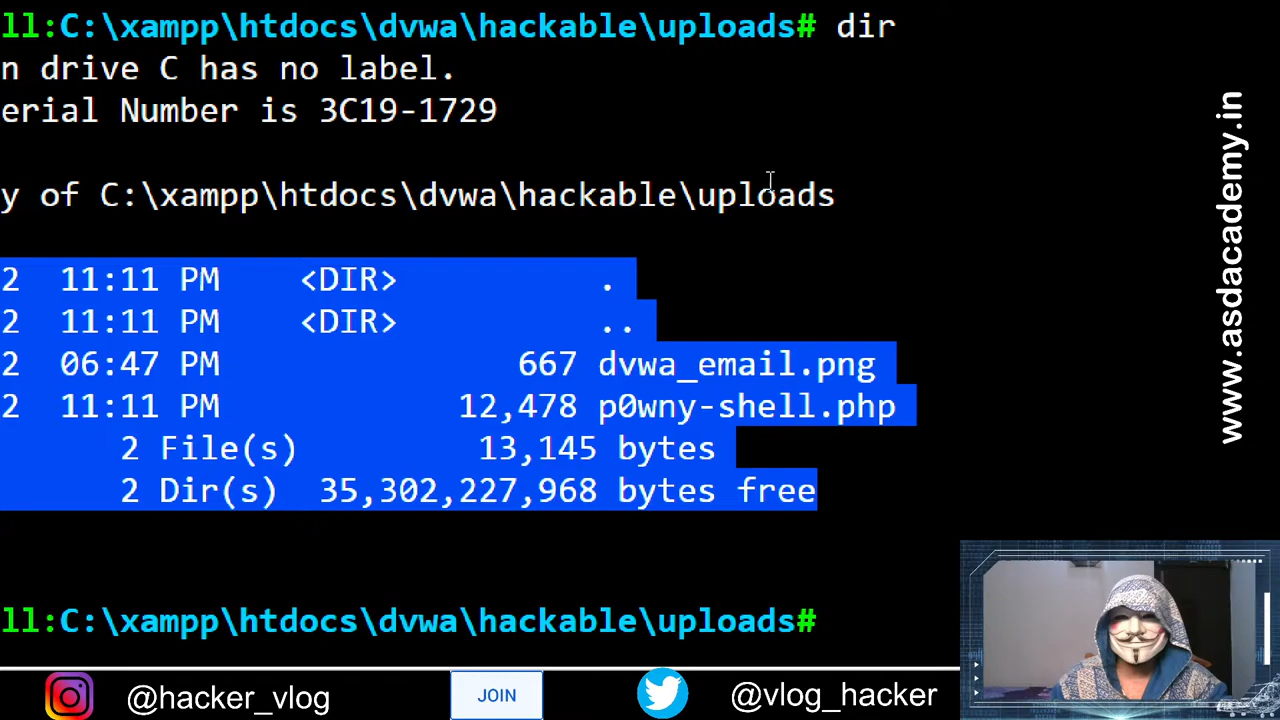 ll:C:\xampp\htdocs\dvwa\hackable\uploads# dir
n drive C has no label.
erial Number is 3C19-1729
y of C:\xampp\htdocs\dvwa\hackable\uploads
2 11:11 PM <DIR> .
2 11:11 PM <DIR> ..
2 06:47 PM 667 dvwa_email.png
2 11:11 PM 12,478 p0wny-shell.php
2 File(s) 13,145 bytes
2 Dir(s) 35,302,227,968 bytes free
ll:C:\xampp\htdocs\dvwa\hackable\uploads#
www.asdacademy.in
@hacker_vlog
JOIN
@vlog_hacker